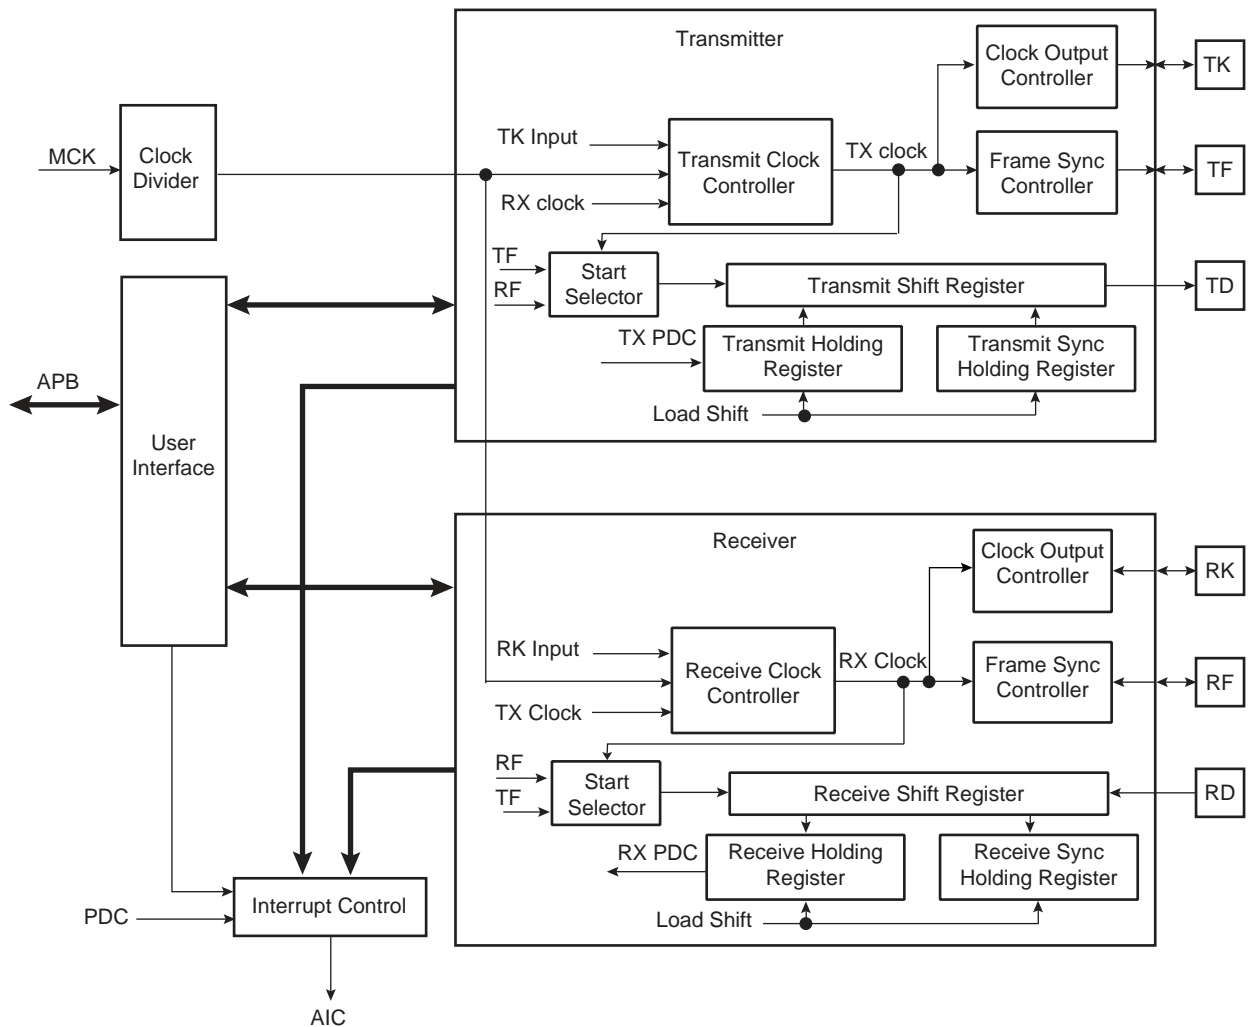 Transmitter
Clock Output
Controller
TK
MCK
Clock
Divider
TK Input
Transmit Clock
Controller
TX clock
Frame Sync
Controller
TF
RX clock
TF
RF
Start
Selector
Transmit Shift Register
TD
TX PDC
Transmit Holding
Register
Transmit Sync
Holding Register
APB
Load Shift
User
Interface
Receiver
Clock Output
Controller
RK
RK Input
Receive Clock
Controller
RX Clock
Frame Sync
Controller
RF
TX Clock
RF
TF
Start
Selector
Receive Shift Register
RD
RX PDC
Receive Holding
Register
Receive Sync
Holding Register
Load Shift
Interrupt Control
PDC
AIC